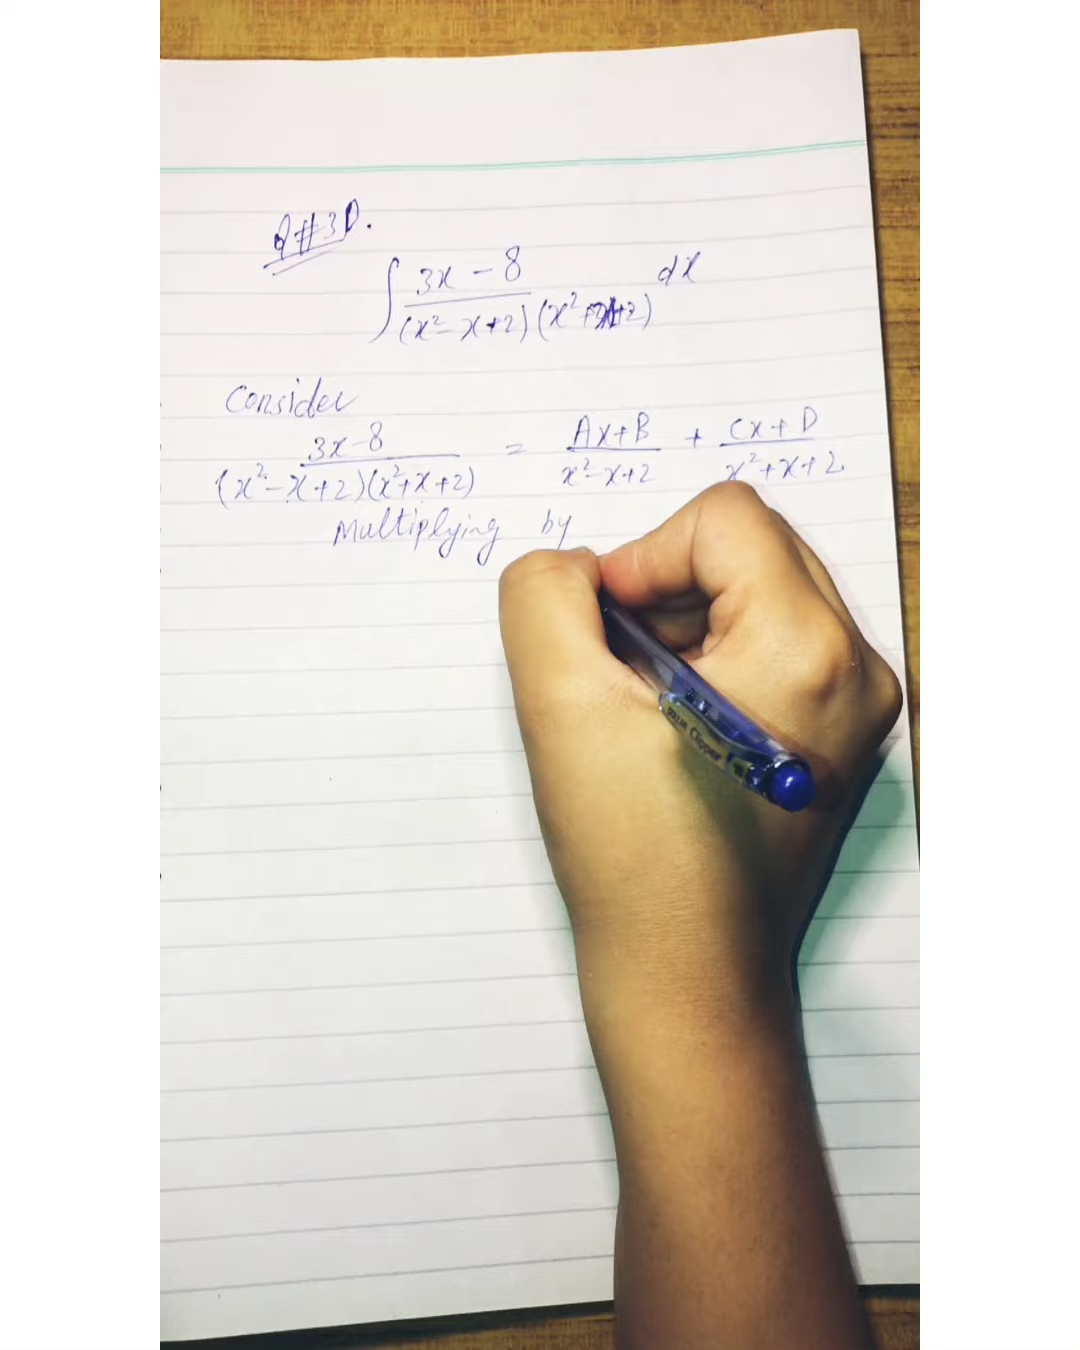 Q#30.
∫ 3x - 8 / (x² - x + 2) (x² + x + 2) dx
Consider
3x - 8 / (x² - x + 2)(x² + x + 2) = Ax + B / x² - x + 2 + Cx + D / x² + x + 2
Multiplying by
Clipper